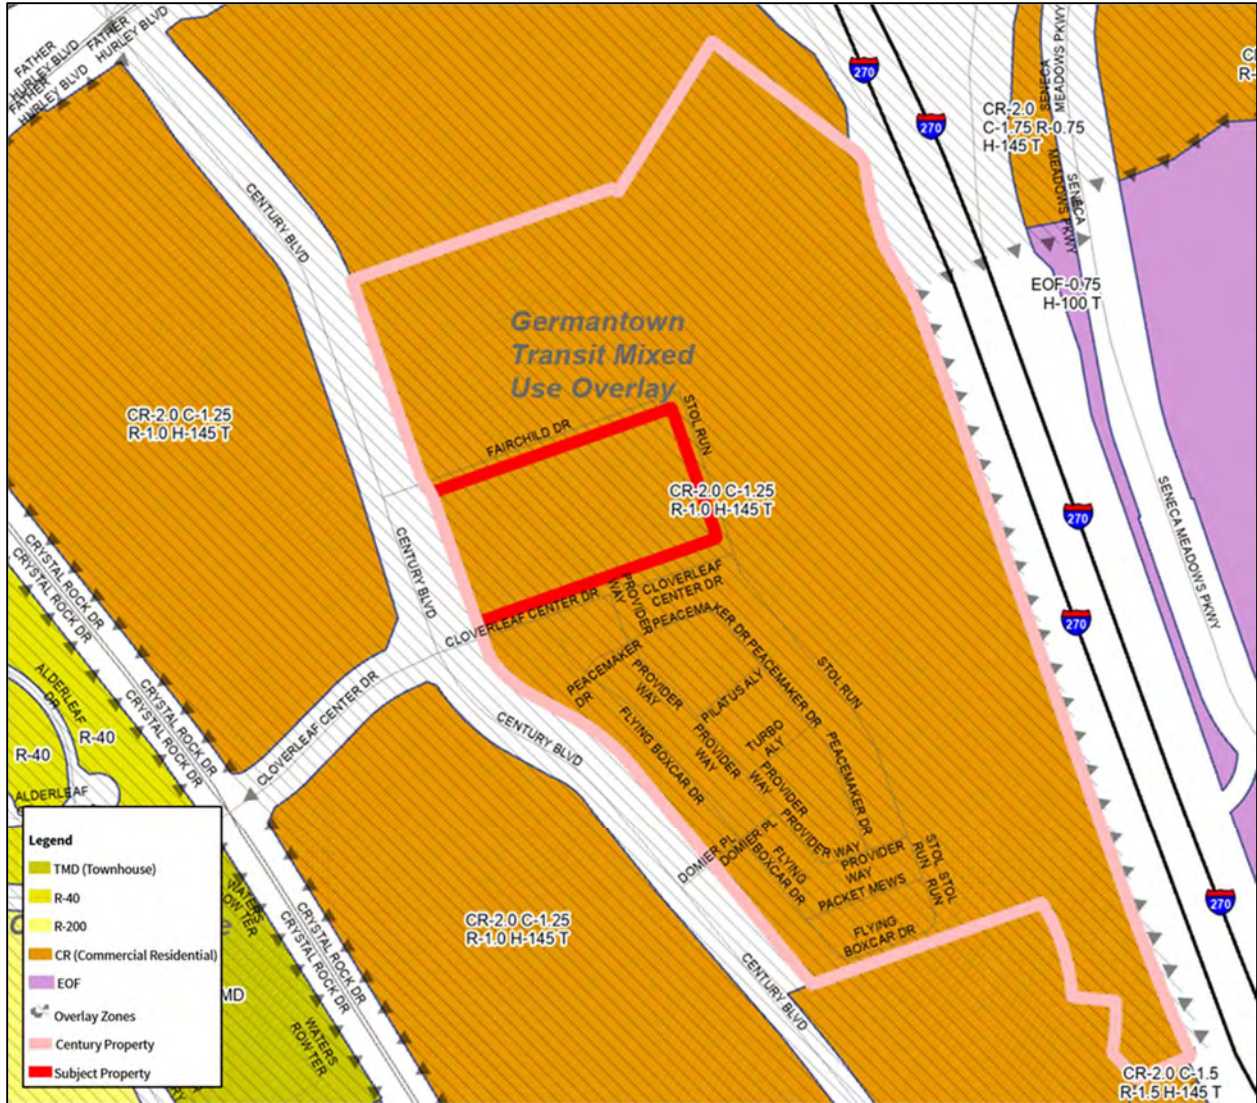 FATHER
HURLEY BLVD
FATHER
HURLEY BLVD
FATHER
HURLEY BLVD
CENTURY BLVD
270
270
CR-2.0
C-1.75 R-0.75
H-145 T
SENECA
MEADOWS PKWY
SENECA
MEADOWS PKWY
EOF-0.75
H-100 T
Germantown
Transit Mixed
Use Overlay
CR-2.0 C-1.25
R-1.0 H-145 T
FAIRCHILD DR
STOL RUN
CR-2.0 C-1.25
R-1.0 H-145 T
270
SENECA MEADOWS PKWY
CENTURY BLVD
CRYSTAL ROCK DR
CRYSTAL ROCK DR
CLOVERLEAF CENTER DR
PROVIDER
WAY
CLOVERLEAF
CENTER DR
270
PEACEMAKER DR
PEACEMAKER DR
PEACEMAKER
DR
PROVIDER
WAY
PILATUS ALY
STOL RUN
ALDERLEAF
DR
R-40
R-40
CRYSTAL ROCK DR
CRYSTAL ROCK DR
CLOVERLEAF CENTER DR
CENTURY BLVD
FLYING BOXCAR DR
PROVIDER
WAY
TURBO
ALY
PEACEMAKER DR
PROVIDER
WAY
ALDERLEAF
PROVIDER WAY
PROVIDER
WAY
DOMIER PL
DOMIER PL
FLYING
BOXCAR DR
STOL
RUN
STOL
RUN
PACKET MEWS
FLYING
BOXCAR DR
270
CR-2.0 C-1.25
R-1.0 H-145 T
CENTURY BLVD
WATERS
ROW TER
CRYSTAL ROCK DR
CRYSTAL ROCK DR
WATERS
ROW TER
CR-2.0 C-1.5
R-1.5 H-145 T
Legend
TMD (Townhouse)
R-40
R-200
CR (Commercial Residential)
EOF
Overlay Zones
Century Property
Subject Property